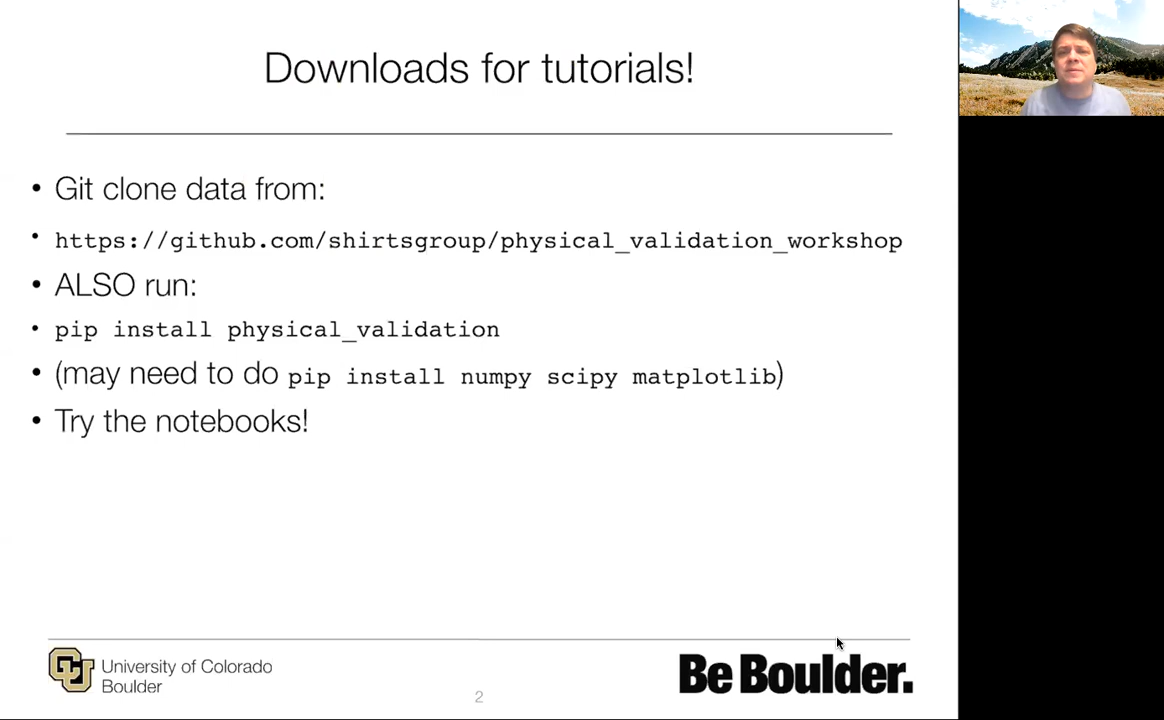 Downloads for tutorials!
• Git clone data from:
• https://github.com/shirtsgroup/physical_validation_workshop
• ALSO run:
• pip install physical_validation
• (may need to do pip install numpy scipy matplotlib)
• Try the notebooks!
CU
University of Colorado
Boulder
2
Be Boulder.